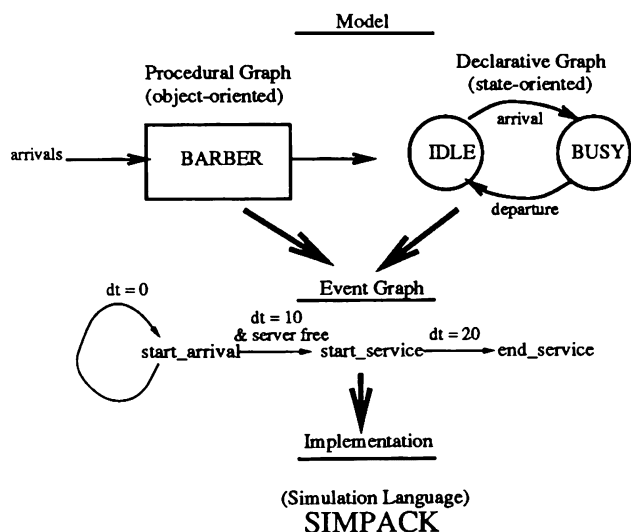 Model
Procedural Graph
(object-oriented)
Declarative Graph
(state-oriented)
arrivals
BARBER
IDLE
arrival
BUSY
departure
Event Graph
dt = 0
dt = 10
& server free
dt = 20
start_arrival
start_service
end_service
Implementation
(Simulation Language)
SIMPACK